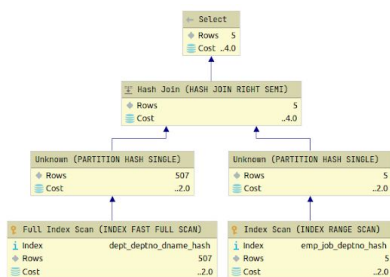 Select
Rows 5
Cost ..4.0
Hash Join (HASH JOIN RIGHT SEMI)
Rows 5
Cost ..4.0
Unknown (PARTITION HASH SINGLE)
Rows 507
Cost ..2.0
Unknown (PARTITION HASH SINGLE)
Rows 5
Cost ..2.0
Full Index Scan (INDEX FAST FULL SCAN)
Index dept_deptno_dname_hash
Rows 507
Cost ..2.0
Index Scan (INDEX RANGE SCAN)
Index emp_job_deptno_hash
Rows 5
Cost ..2.0